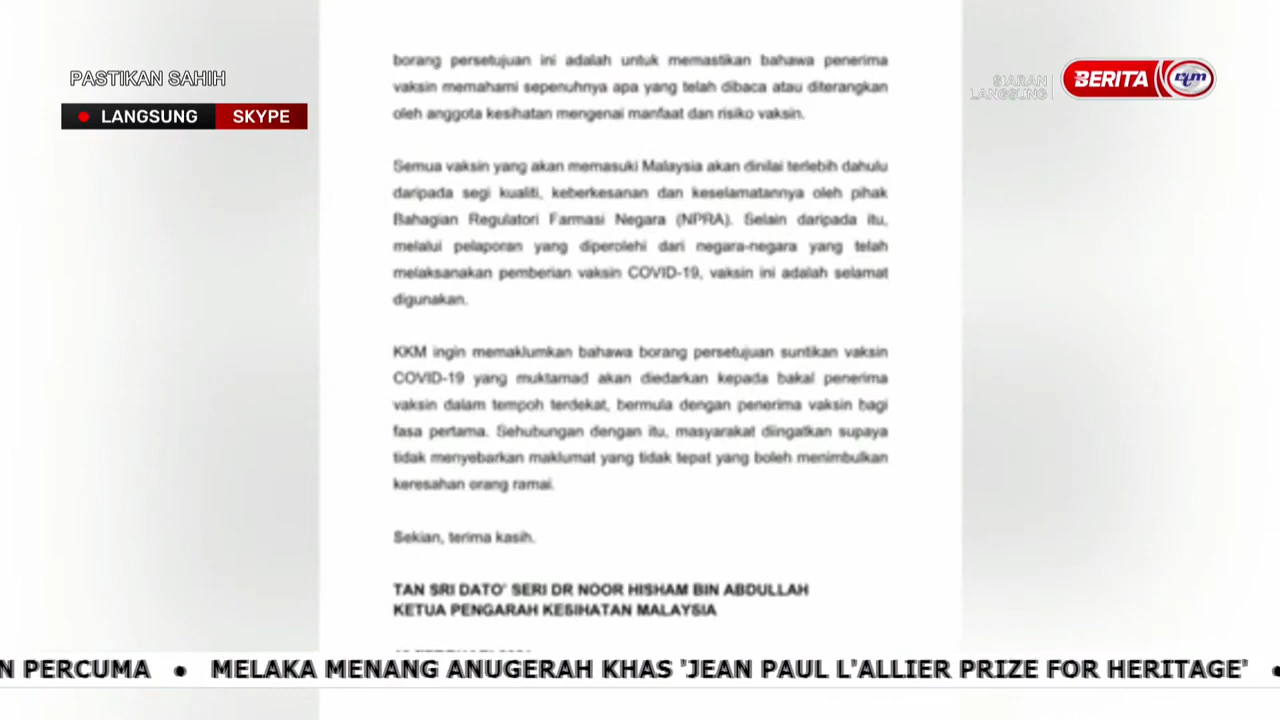 PASTIKAN SAHIH
LANGSUNG SKYPE
SIARAN
LANGSUNG
BERITA rtm
borang persetujuan ini adalah untuk memastikan bahawa penerima
vaksin memahami sepenuhnya apa yang telah dibaca atau diterangkan
oleh anggota kesihatan mengenai manfaat dan risiko vaksin.
Semua vaksin yang akan memasuki Malaysia akan dinilai terlebih dahulu
daripada segi kualiti, keberkesanan dan keselamatannya oleh pihak
Bahagian Regulatori Farmasi Negara (NPRA). Selain daripada itu,
melalui pelaporan yang diperolehi dari negara-negara yang telah
melaksanakan pemberian vaksin COVID-19, vaksin ini adalah selamat
digunakan.
KKM ingin memaklumkan bahawa borang persetujuan suntikan vaksin
COVID-19 yang muktamad akan diedarkan kepada bakal penerima
vaksin dalam tempoh terdekat, bermula dengan penerima vaksin bagi
fasa pertama. Sehubungan dengan itu, masyarakat diingatkan supaya
tidak menyebarkan maklumat yang tidak tepat yang boleh menimbulkan
keresahan orang ramai.
Sekian, terima kasih.
TAN SRI DATO' SERI DR NOOR HISHAM BIN ABDULLAH
KETUA PENGARAH KESIHATAN MALAYSIA
N PERCUMA • MELAKA MENANG ANUGERAH KHAS 'JEAN PAUL L'ALLIER PRIZE FOR HERITAGE' •